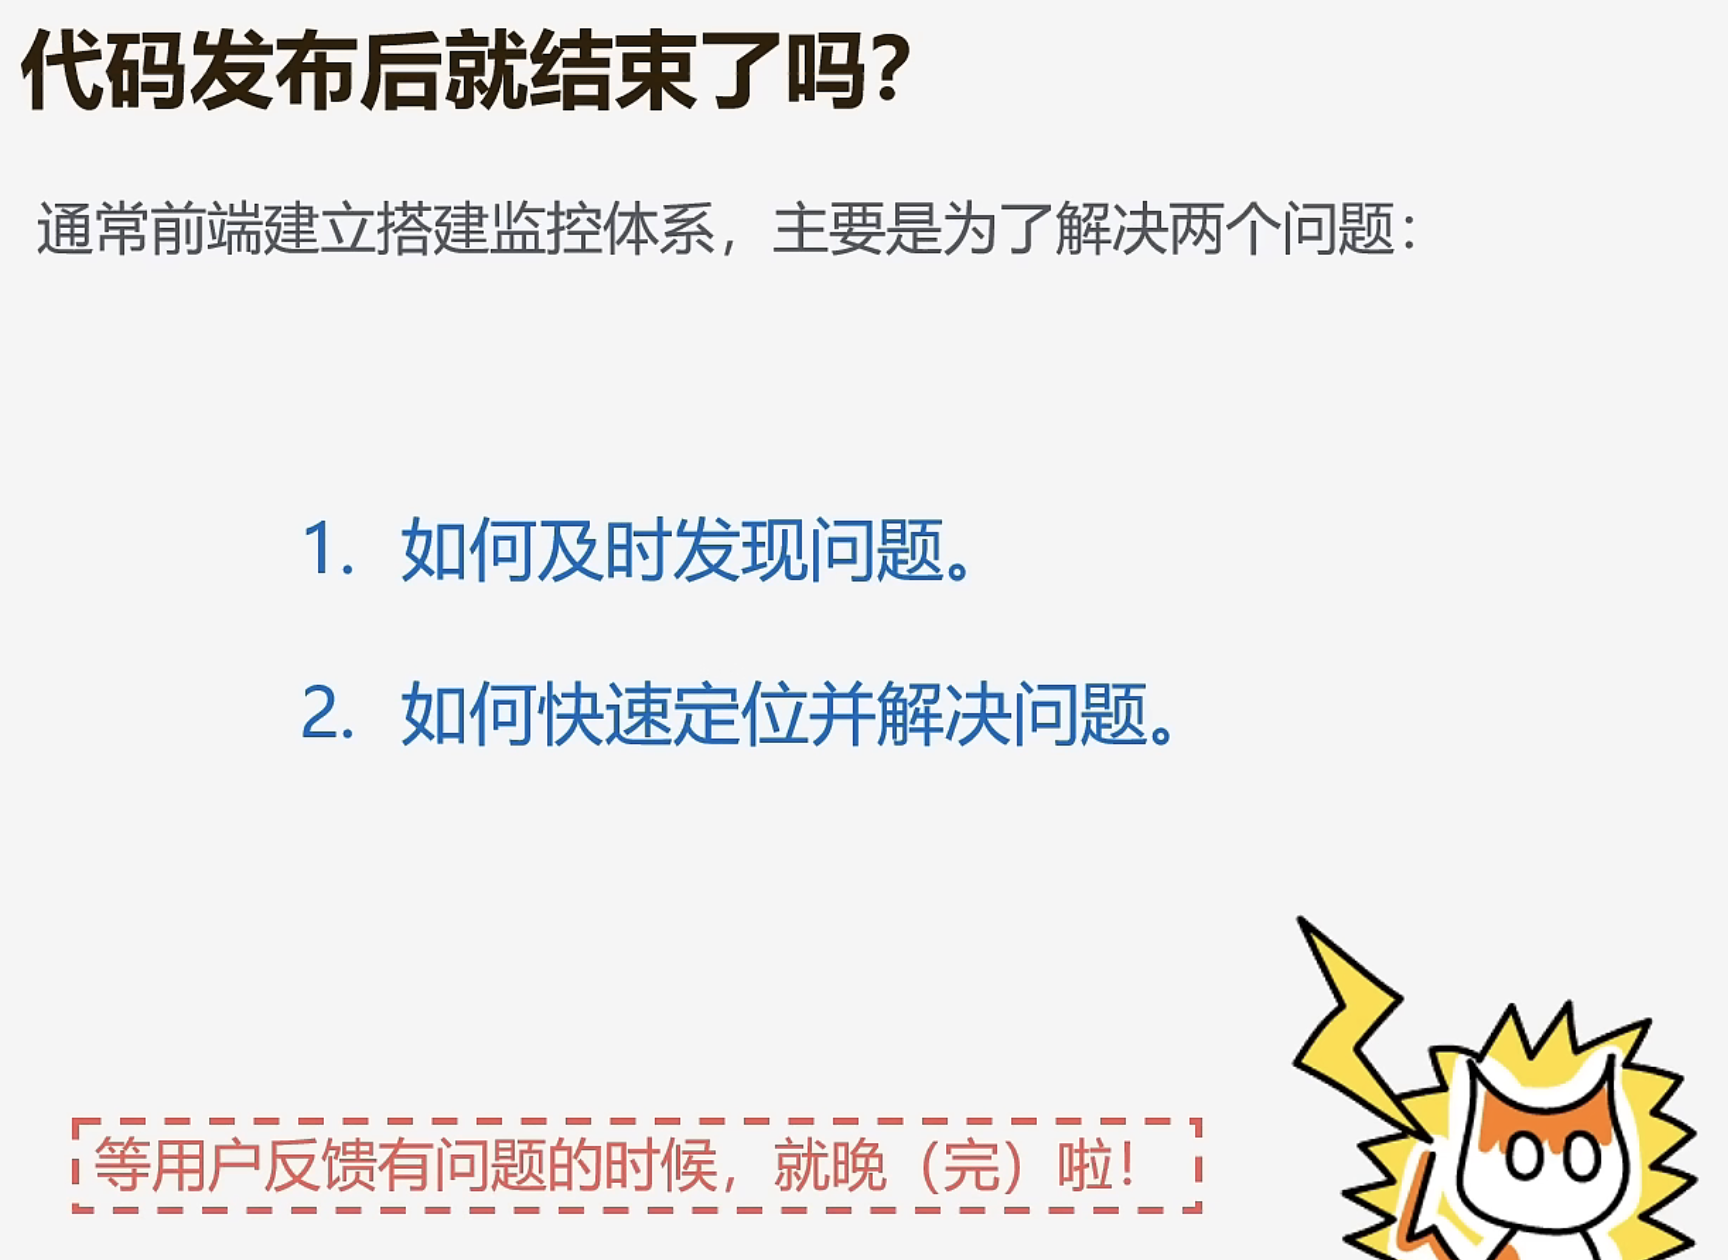 代码发布后就结束了吗？
通常前端建立搭建监控体系，主要是为了解决两个问题：
1. 如何及时发现问题。
2. 如何快速定位并解决问题。
等用户反馈有问题的时候，就晚（完）啦！